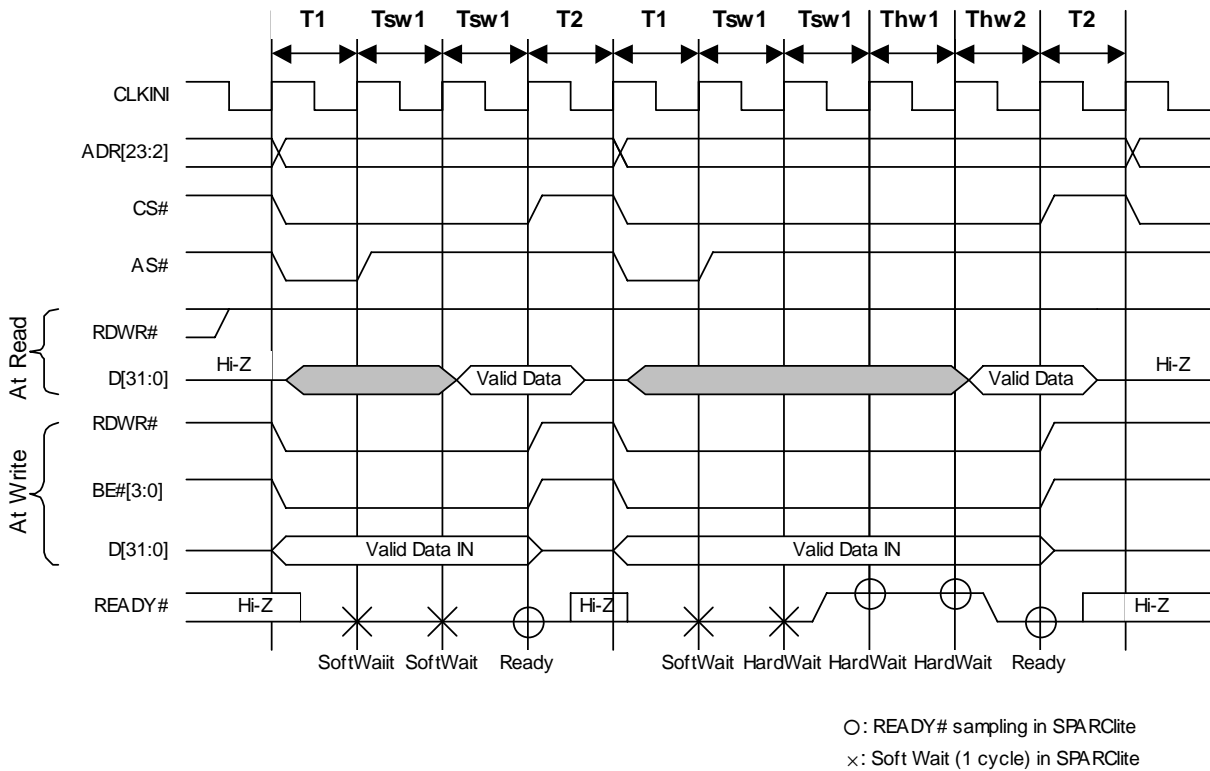 T1 Tsw1 Tsw1 T2 T1 Tsw1 Tsw1 Thw1 Thw2 T2
CLKINI
ADR[23:2]
CS#
AS#
At Read
RDWR#
Hi-Z
D[31:0]
Valid Data
Valid Data
Hi-Z
At Write
RDWR#
BE#[3:0]
D[31:0]
Valid Data IN
Valid Data IN
READY#
Hi-Z
Hi-Z
Hi-Z
SoftWaiit SoftWait Ready SoftWait HardWait HardWait HardWait Ready
O: READY# sampling in SPARClite
×: Soft Wait (1 cycle) in SPARClite